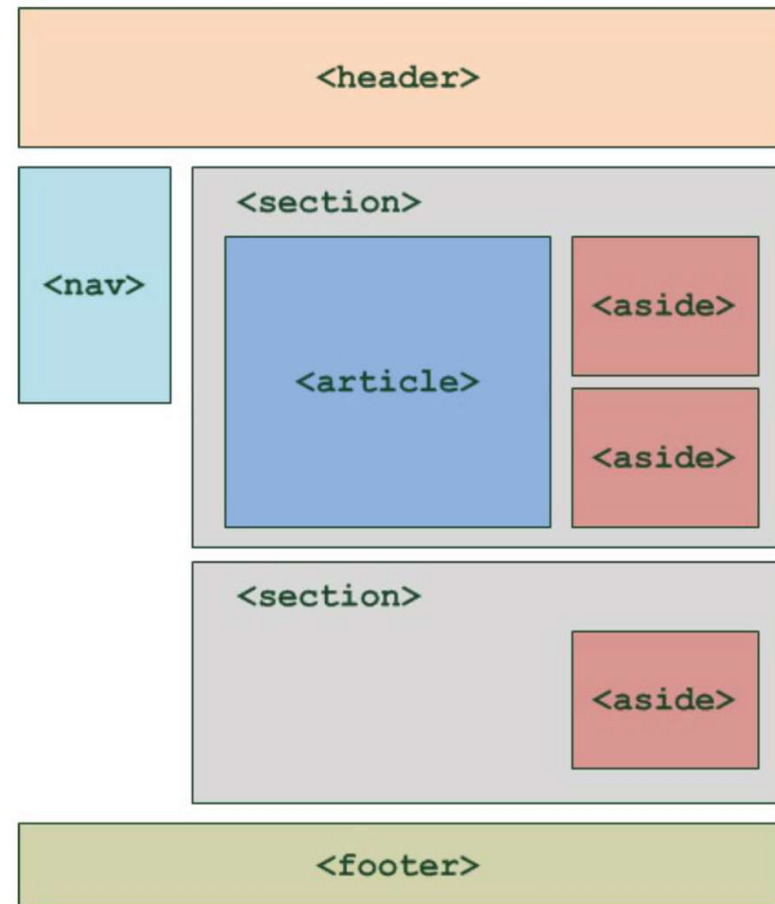 <header>
<nav>
<section>
<article>
<aside>
<aside>
<section>
<aside>
<footer>